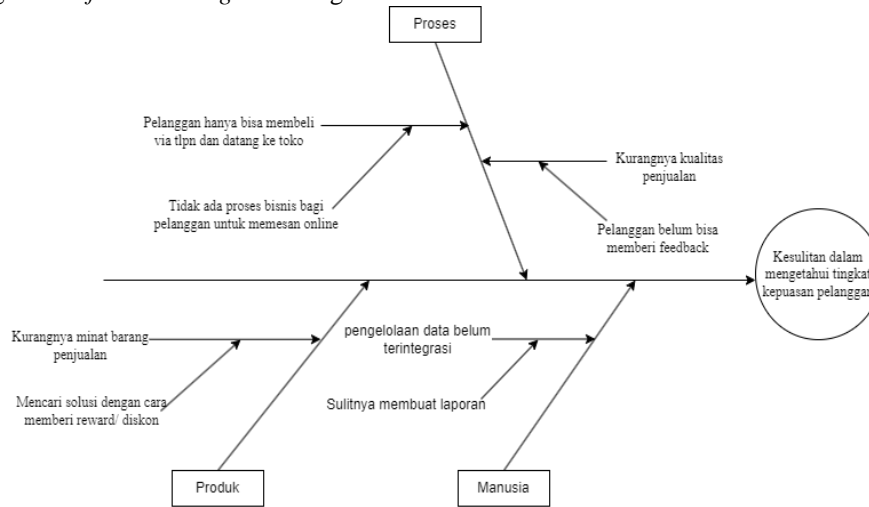 Proses
Pelanggan hanya bisa membeli
via tlpn dan datang ke toko
Kurangnya kualitas
penjualan
Tidak ada proses bisnis bagi
pelanggan untuk memesan online
Pelanggan belum bisa
memberi feedback
Kesulitan dalam
mengetahui tingkat
kepuasan pelanggan
Kurangnya minat barang
penjualan
pengelolaan data belum
terintegrasi
Mencari solusi dengan cara
memberi reward/ diskon
Sulitnya membuat laporan
Produk
Manusia